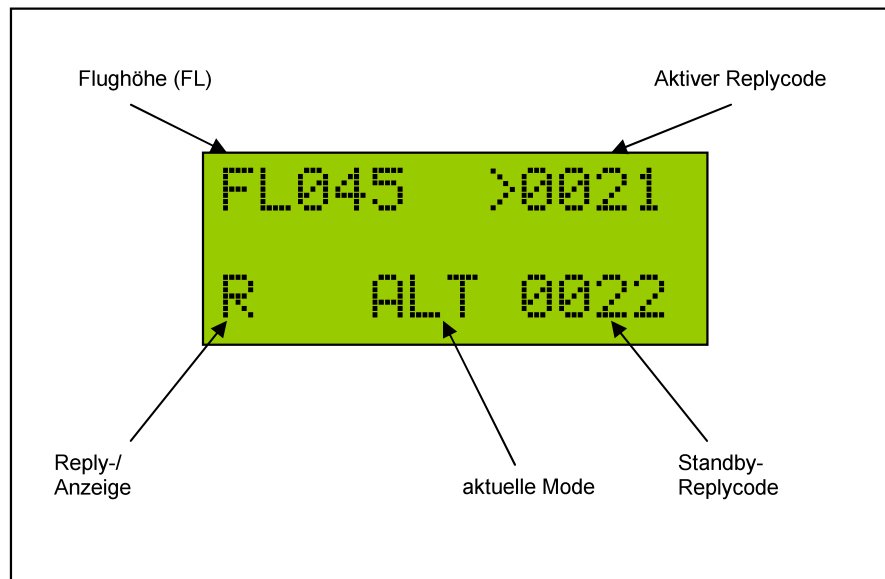 Flughöhe (FL)
Aktiver Replycode
FL045 >0021
R ALT 0022
Reply-/
Anzeige
aktuelle Mode
Standby-
Replycode